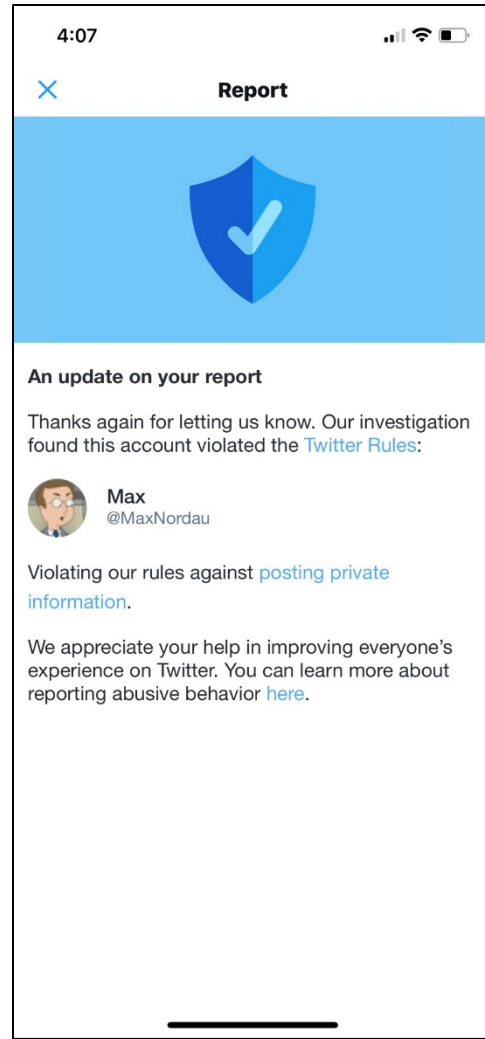 4:07
Report
An update on your report
Thanks again for letting us know. Our investigation
found this account violated the Twitter Rules:
Max
@MaxNordau
Violating our rules against posting private
information.
We appreciate your help in improving everyone’s
experience on Twitter. You can learn more about
reporting abusive behavior here.